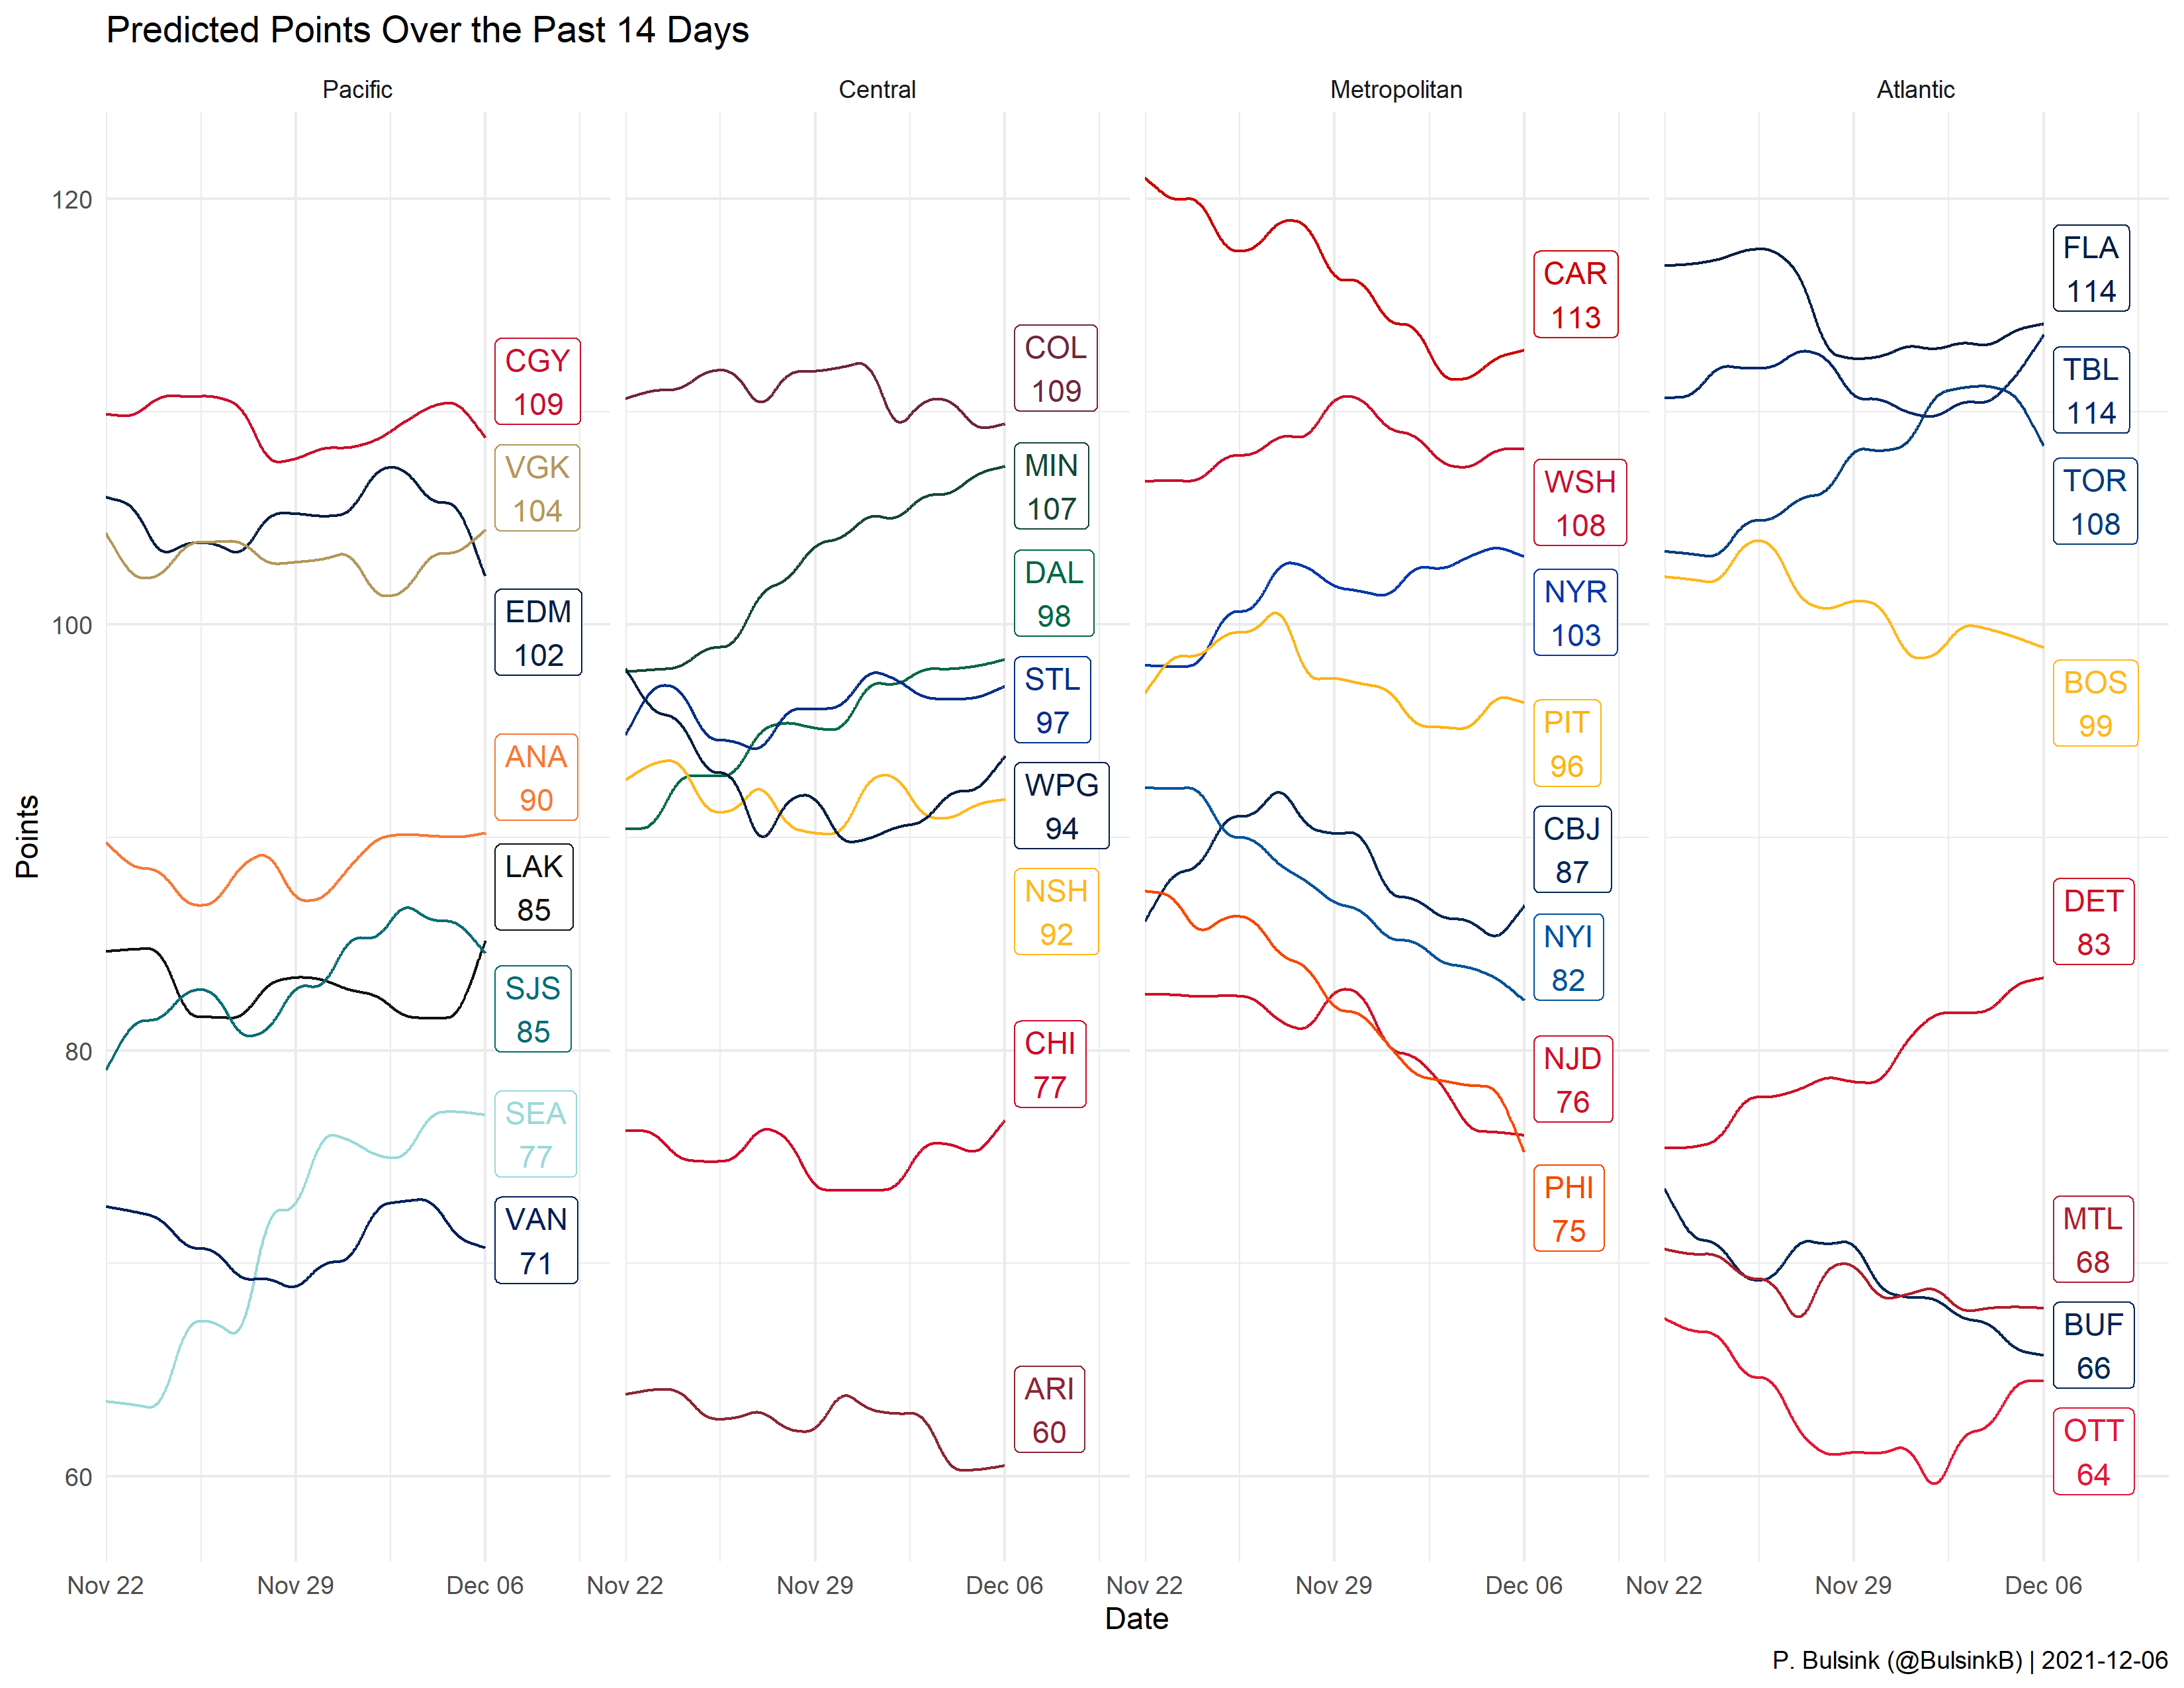 Predicted Points Over the Past 14 Days
Pacific
Central
Metropolitan
Atlantic
Points
120
100
80
60
CGY
109
VGK
104
EDM
102
ANA
90
LAK
85
SJS
85
SEA
77
VAN
71
COL
109
MIN
107
DAL
98
STL
97
WPG
94
NSH
92
CHI
77
ARI
60
CAR
113
WSH
108
NYR
103
PIT
96
CBJ
87
NYI
82
NJD
76
PHI
75
FLA
114
TBL
114
TOR
108
BOS
99
DET
83
MTL
68
BUF
66
OTT
64
Nov 22
Nov 29
Dec 06
Nov 22
Nov 29
Dec 06
Nov 22
Nov 29
Dec 06
Nov 22
Nov 29
Dec 06
Date
P. Bulsink (@BulsinkB) | 2021-12-06